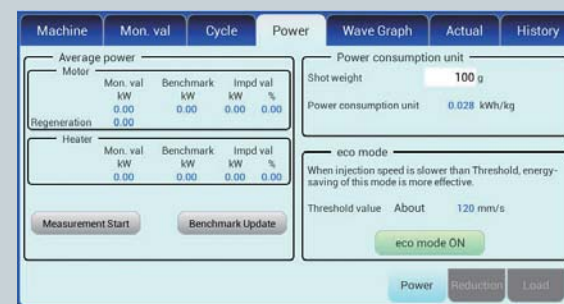 Machine Mon. val Cycle Power Wave Graph Actual History
Average power
Motor
Mon. val Benchmark Impd val
kW kW kW %
0.00 0.00 0.00 0.00
Regeneration 0.00
Heater
Mon. val Benchmark Impd val
kW kW kW %
0.00 0.00 0.00 0.00
Measurement Start Benchmark Update
Power consumption unit
Shot weight 100 g
Power consumption unit 0.028 kWh/kg
eco mode
When injection speed is slower than Threshold, energy-
saving of this mode is more effective.
Threshold value About 120 mm/s
eco mode ON
Power Reduction Load